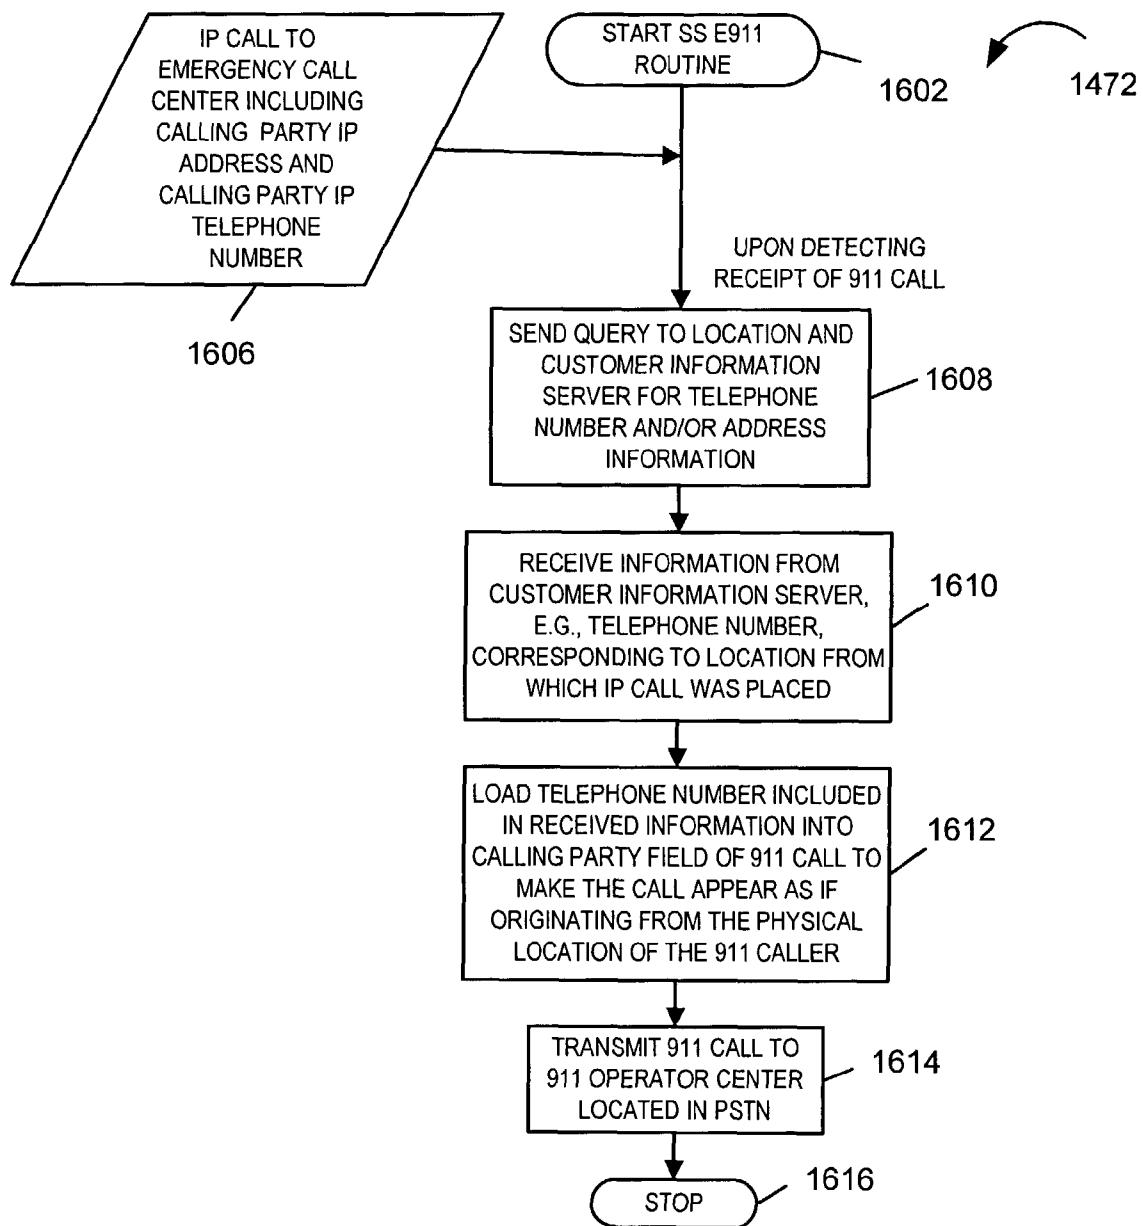 IP CALL TO
EMERGENCY CALL
CENTER INCLUDING
CALLING PARTY IP
ADDRESS AND
CALLING PARTY IP
TELEPHONE
NUMBER
1606
START SS E911
ROUTINE
1602
1472
UPON DETECTING
RECEIPT OF 911 CALL
SEND QUERY TO LOCATION AND
CUSTOMER INFORMATION
SERVER FOR TELEPHONE
NUMBER AND/OR ADDRESS
INFORMATION
1608
RECEIVE INFORMATION FROM
CUSTOMER INFORMATION SERVER,
E.G., TELEPHONE NUMBER,
CORRESPONDING TO LOCATION FROM
WHICH IP CALL WAS PLACED
1610
LOAD TELEPHONE NUMBER INCLUDED
IN RECEIVED INFORMATION INTO
CALLING PARTY FIELD OF 911 CALL TO
MAKE THE CALL APPEAR AS IF
ORIGINATING FROM THE PHYSICAL
LOCATION OF THE 911 CALLER
1612
TRANSMIT 911 CALL TO
911 OPERATOR CENTER
LOCATED IN PSTN
1614
STOP
1616